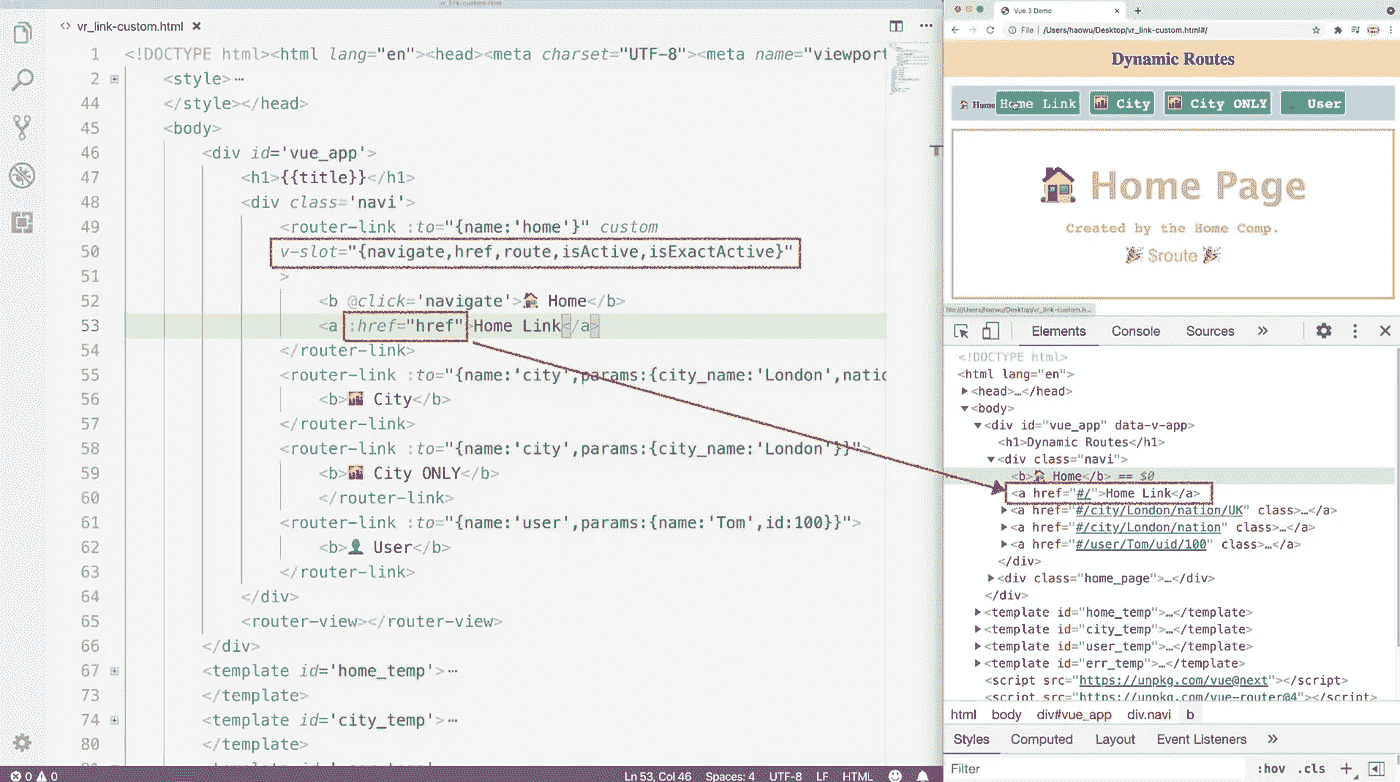 vr_link-custom.html
<> vr_link-custom.html ×
1 <!DOCTYPE html><html lang="en"><head><meta charset="UTF-8"><meta name="viewport
2 <style>⋯
44 </style></head>
45 <body>
46 <div id='vue_app'>
47 <h1>{{title}}</h1>
48 <div class='navi'>
49 <router-link :to="{name:'home'}" custom
50 v-slot="{navigate,href,route,isActive,isExactActive}"
51 >
52 <b @click='navigate'>🏠 Home</b>
53 <a :href="href">Home Link</a>
54 </router-link>
55 <router-link :to="{name:'city',params:{city_name:'London',natio
56 <b>🌇 City</b>
57 </router-link>
58 <router-link :to="{name:'city',params:{city_name:'London'}}">
59 <b>🌇 City ONLY</b>
60 </router-link>
61 <router-link :to="{name:'user',params:{name:'Tom',id:100}}">
62 <b>👤 User</b>
63 </router-link>
64 </div>
65 <router-view></router-view>
66 </div>
67 <template id='home_temp'>⋯
73 </template>
74 <template id='city_temp'>⋯
80 </template>
0 0 Ln 53, Col 46 Spaces: 4 UTF-8 LF HTML
Vue 3 Demo
File | /Users/haowu/Desktop/vr_link-custom.html#/
Dynamic Routes
🏠 Home Home Link 🌇 City 🌇 City ONLY User
🏠 Home Page
Created by the Home Comp.
🎉 $route 🎉
file:///Users/haowu/Desktop/vr_link-custom.h...
Elements Console Sources »
<!DOCTYPE html>
<html lang="en">
<head>…</head>
<body>
<div id="vue_app" data-v-app>
<h1>Dynamic Routes</h1>
<div class="navi">
<b>🏠 Home</b> == $0
<a href="#/">Home Link</a>
<a href="#/city/London/nation/UK" class>…</a>
<a href="#/city/London/nation" class>…</a>
<a href="#/user/Tom/uid/100" class>…</a>
</div>
<div class="home_page">…</div>
</div>
<template id="home_temp">…</template>
<template id="city_temp">…</template>
<template id="user_temp">…</template>
<template id="err_temp">…</template>
<script src="https://unpkg.com/vue@next"></script>
<script src="https://unpkg.com/vue-router@4"></script>
html body div#vue_app div.navi b
Styles Computed Layout Event Listeners »
Filter :hov .cls +